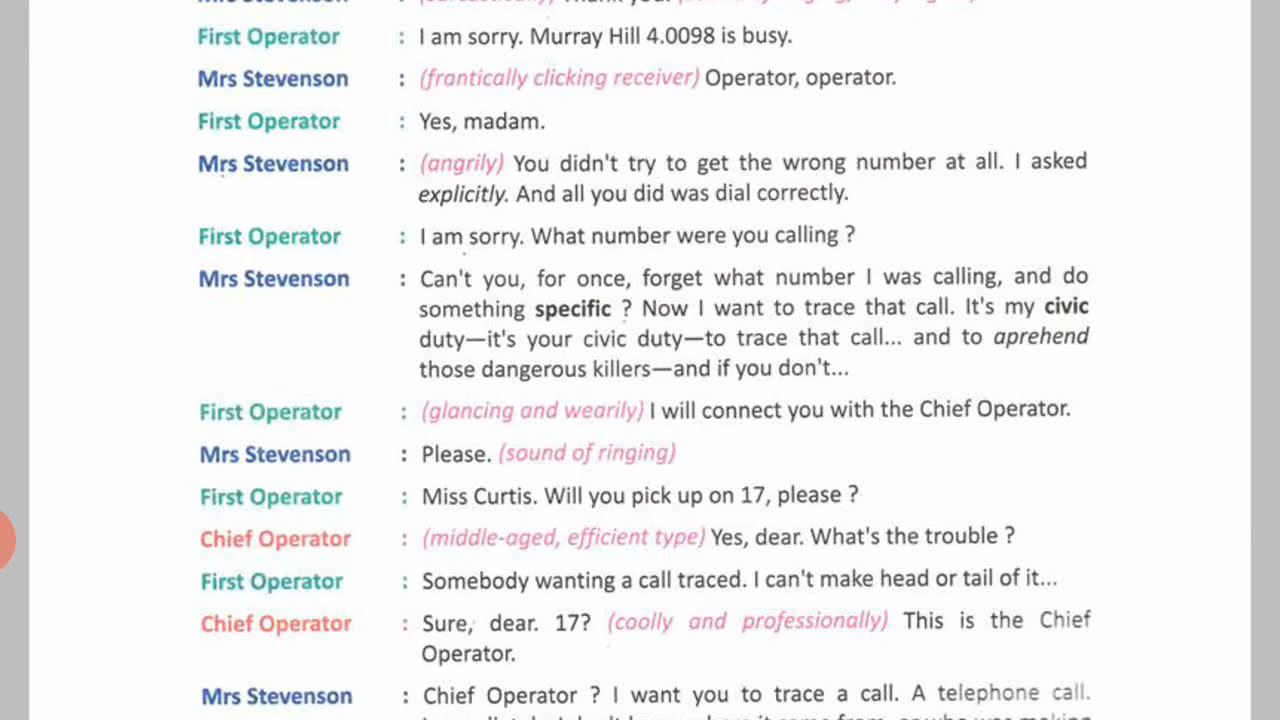 First Operator : I am sorry. Murray Hill 4.0098 is busy.
Mrs Stevenson : (frantically clicking receiver) Operator, operator.
First Operator : Yes, madam.
Mrs Stevenson : (angrily) You didn't try to get the wrong number at all. I asked
explicitly. And all you did was dial correctly.
First Operator : I am sorry. What number were you calling ?
Mrs Stevenson : Can't you, for once, forget what number I was calling, and do
something specific ? Now I want to trace that call. It's my civic
duty—it's your civic duty—to trace that call... and to aprehend
those dangerous killers—and if you don't...
First Operator : (glancing and wearily) I will connect you with the Chief Operator.
Mrs Stevenson : Please. (sound of ringing)
First Operator : Miss Curtis. Will you pick up on 17, please ?
Chief Operator : (middle-aged, efficient type) Yes, dear. What's the trouble ?
First Operator : Somebody wanting a call traced. I can't make head or tail of it...
Chief Operator : Sure, dear. 17? (coolly and professionally) This is the Chief
Operator.
Mrs Stevenson : Chief Operator ? I want you to trace a call. A telephone call.